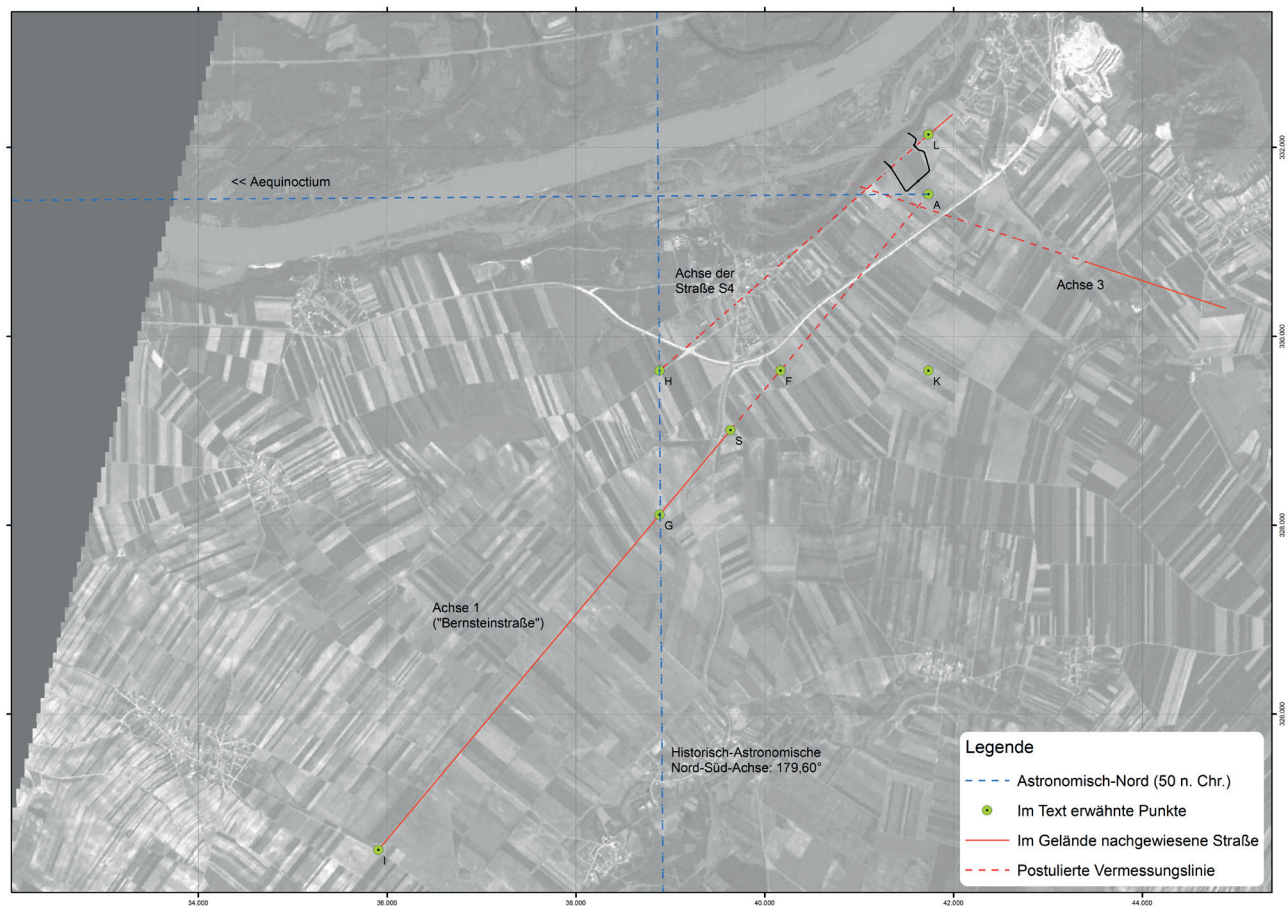 << Aequinoctium
L
332.000
A
Achse der
Straße S4
Achse 3
330.000
H
F
K
S
328.000
G
Achse 1
("Bernsteinstraße")
326.000
Historisch-Astronomische
Nord-Süd-Achse: 179,60°
I
Legende
Astronomisch-Nord (50 n. Chr.)
Im Text erwähnte Punkte
Im Gelände nachgewiesene Straße
Postulierte Vermessungslinie
34.000
36.000
38.000
40.000
42.000
44.000